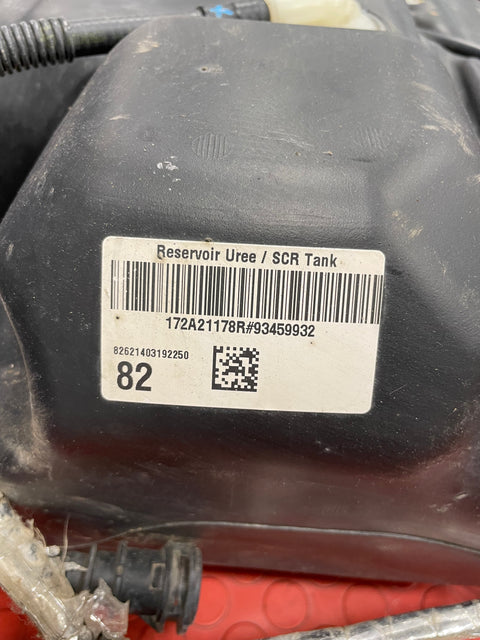 Reservoir Uree / SCR Tank
172A21178R#93459932
82621403192250
82